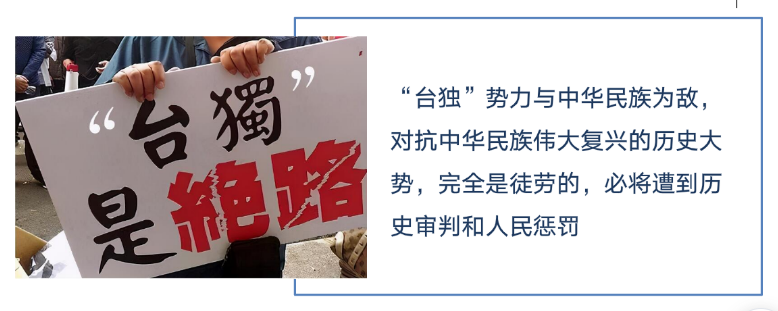 “台獨”
是絕路
“台独”势力与中华民族为敌，
对抗中华民族伟大复兴的历史大
势，完全是徒劳的，必将遭到历
史审判和人民惩罚